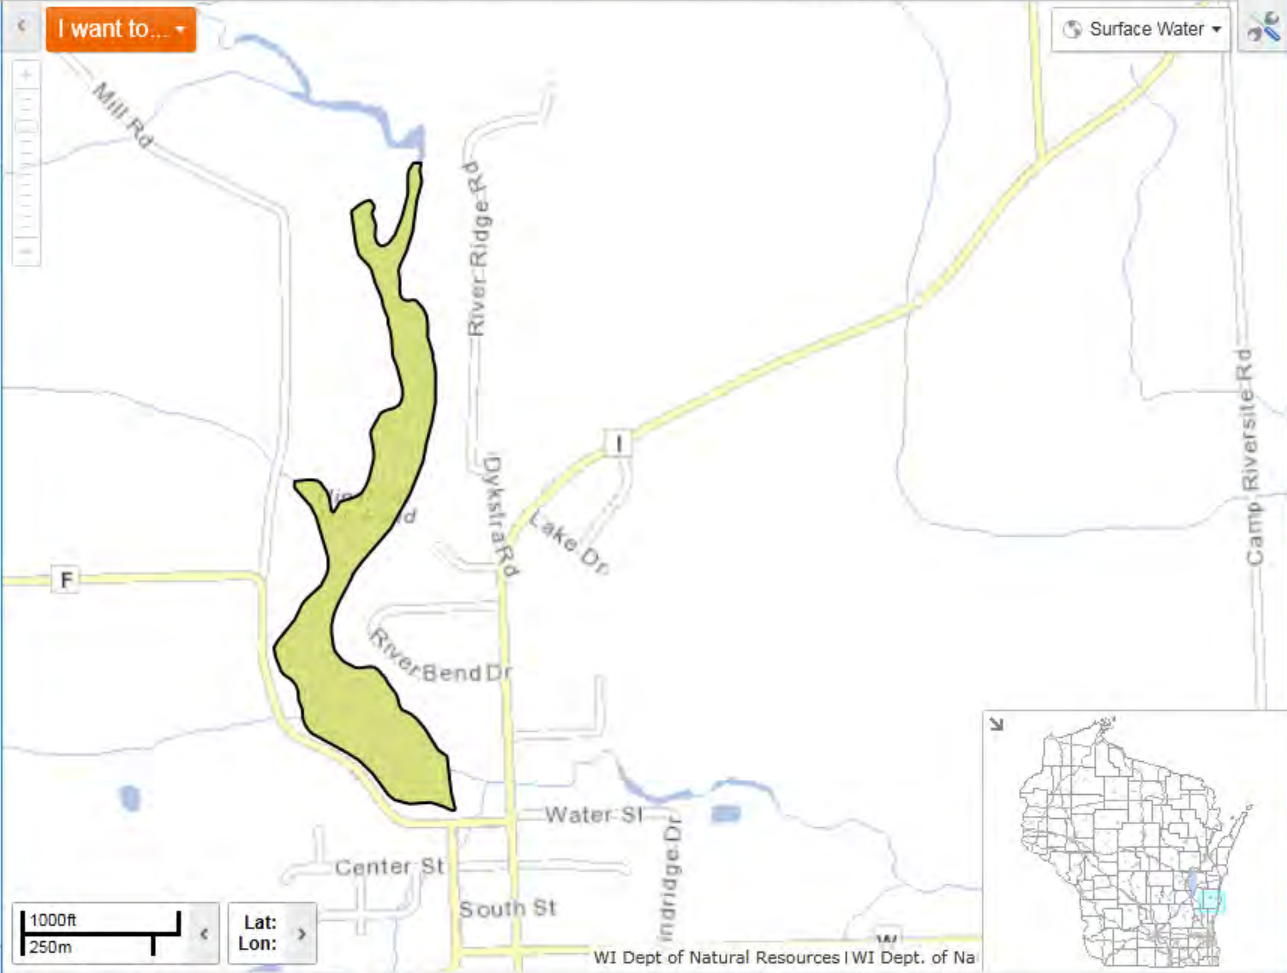 I want to...
Surface Water
Mill Rd
River Ridge Rd
I
Dykstra Rd
Lake Dr
Camp Riversite Rd
F
River Bend Dr
Water St
Center St
South St
indridge Dr
W
1000ft
250m
Lat:
Lon:
WI Dept of Natural Resources | WI Dept. of Na